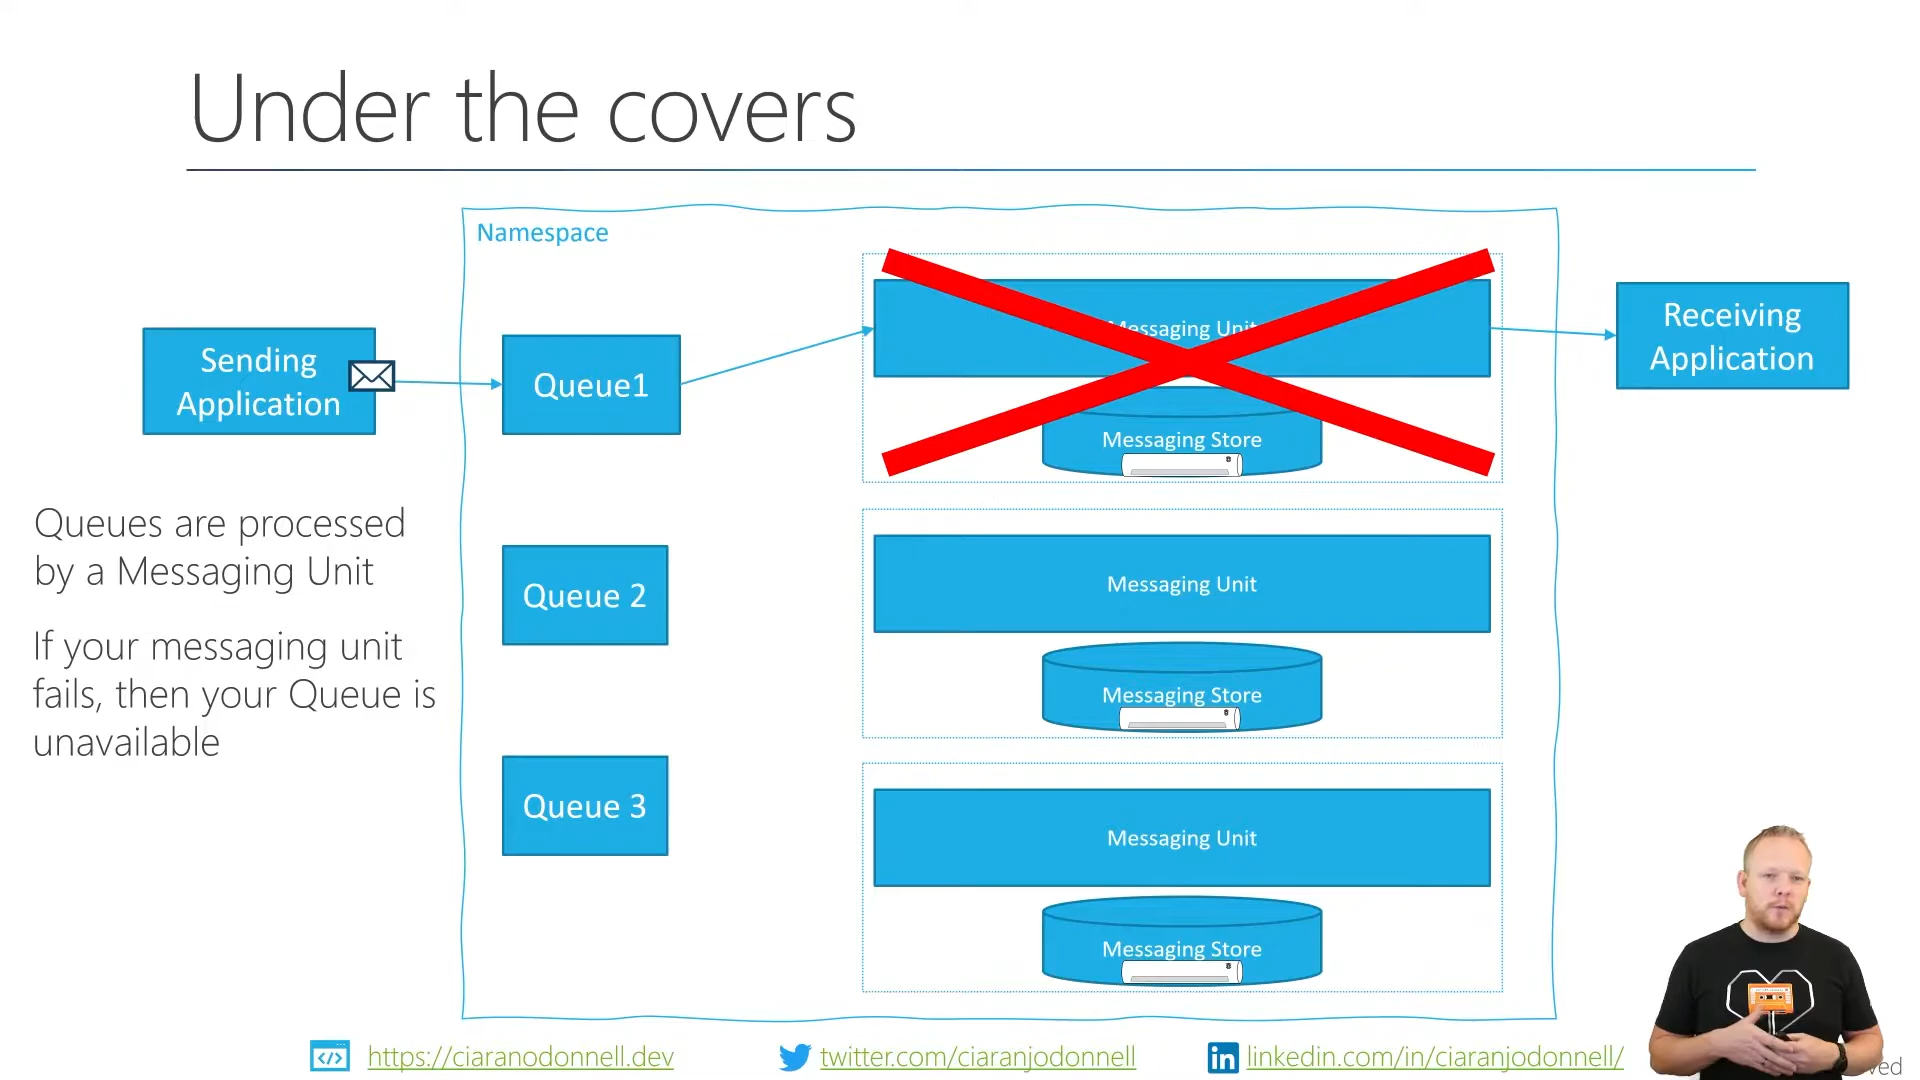 Under the covers
Namespace
Sending
Application
Queue1
Messaging Unit
Messaging Store
Receiving
Application
Queues are processed
by a Messaging Unit
If your messaging unit
fails, then your Queue is
unavailable
Queue 2
Messaging Unit
Messaging Store
Queue 3
Messaging Unit
Messaging Store
https://ciaranodonnell.dev
twitter.com/ciaranjodonnell
in
linkedin.com/in/ciaranjodonnell/